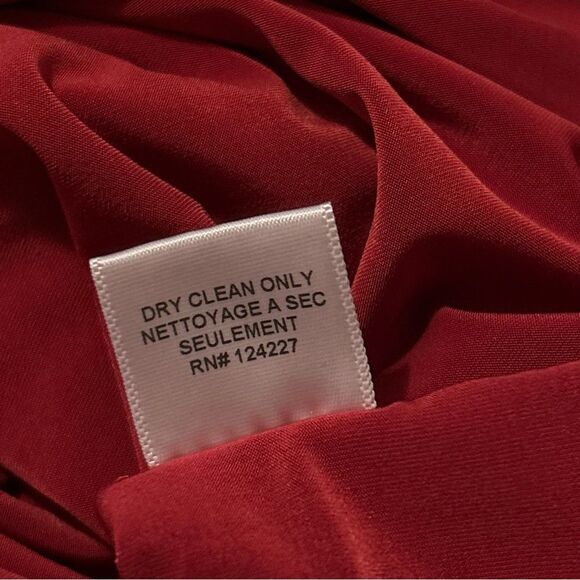 DRY CLEAN ONLY
NETTOYAGE A SEC
SEULEMENT
RN# 124227